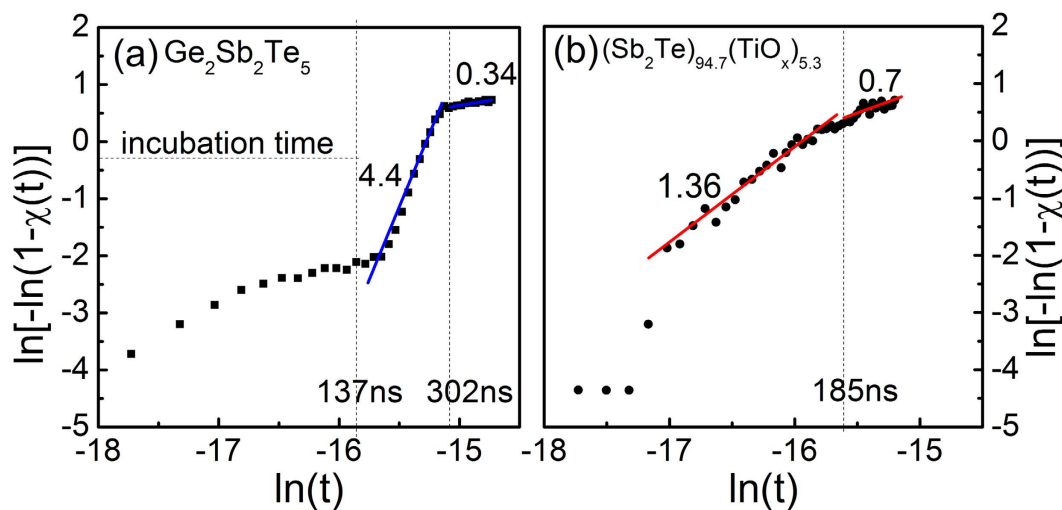 (a) Ge₂Sb₂Te₅
0.34
incubation time
4.4
137ns
302ns
2
1
0
-1
-2
-3
-4
-5
-18
-17
-16
-15
ln(t)
ln[-ln(1-χ(t))]
(b) (Sb₂Te)₉₄.₇(TiOₓ)₅.₃
0.7
1.36
185ns
2
1
0
-1
-2
-3
-4
-5
-18
-17
-16
-15
ln(t)
ln[-ln(1-χ(t))]